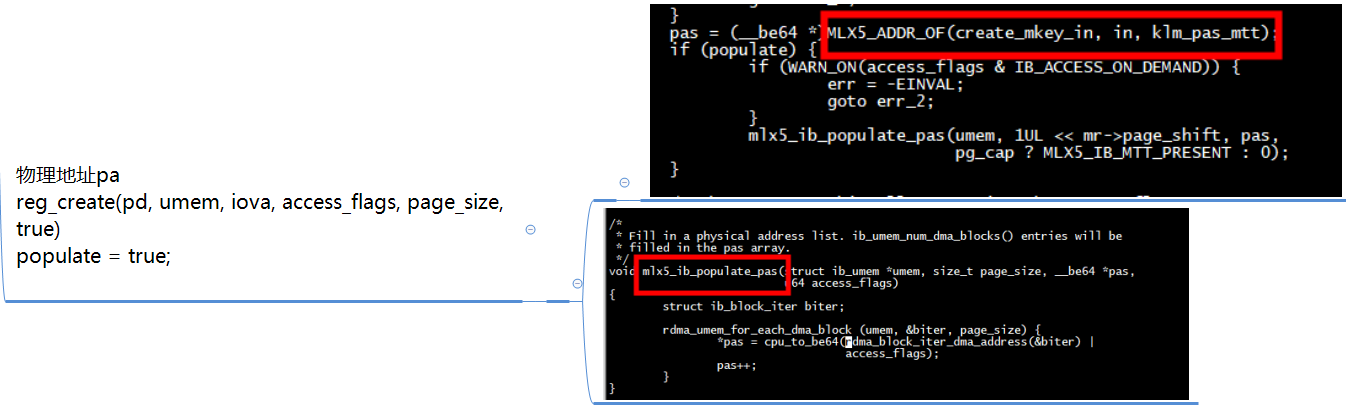 物理地址pa
reg_create(pd, umem, iova, access_flags, page_size,
true)
populate = true;
}
pas = (__be64 *)MLX5_ADDR_OF(create_mkey_in, in, klm_pas_mtt);
if (populate) {
if (WARN_ON(access_flags & IB_ACCESS_ON_DEMAND)) {
err = -EINVAL;
goto err_2;
}
mlx5_ib_populate_pas(umem, 1UL << mr->page_shift, pas,
pg_cap ? MLX5_IB_MTT_PRESENT : 0);
}
/*
* Fill in a physical address list. ib_umem_num_dma_blocks() entries will be
* filled in the pas array.
*/
void mlx5_ib_populate_pas(struct ib_umem *umem, size_t page_size, __be64 *pas,
64 access_flags)
{
struct ib_block_iter biter;
rdma_umem_for_each_dma_block (umem, &biter, page_size) {
*pas = cpu_to_be64(rdma_block_iter_dma_address(&biter) |
access_flags);
pas++;
}
}